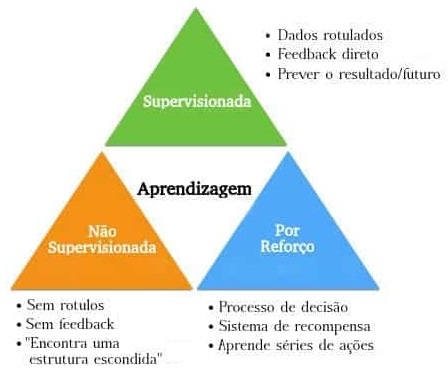 Supervisionada
• Dados rotulados
• Feedback direto
• Prever o resultado/futuro
Aprendizagem
Não
Supervisionada
• Sem rotulos
• Sem feedback
• "Encontra uma
estrutura escondida"
Por
Reforço
• Processo de decisão
• Sistema de recompensa
• Aprende séries de ações